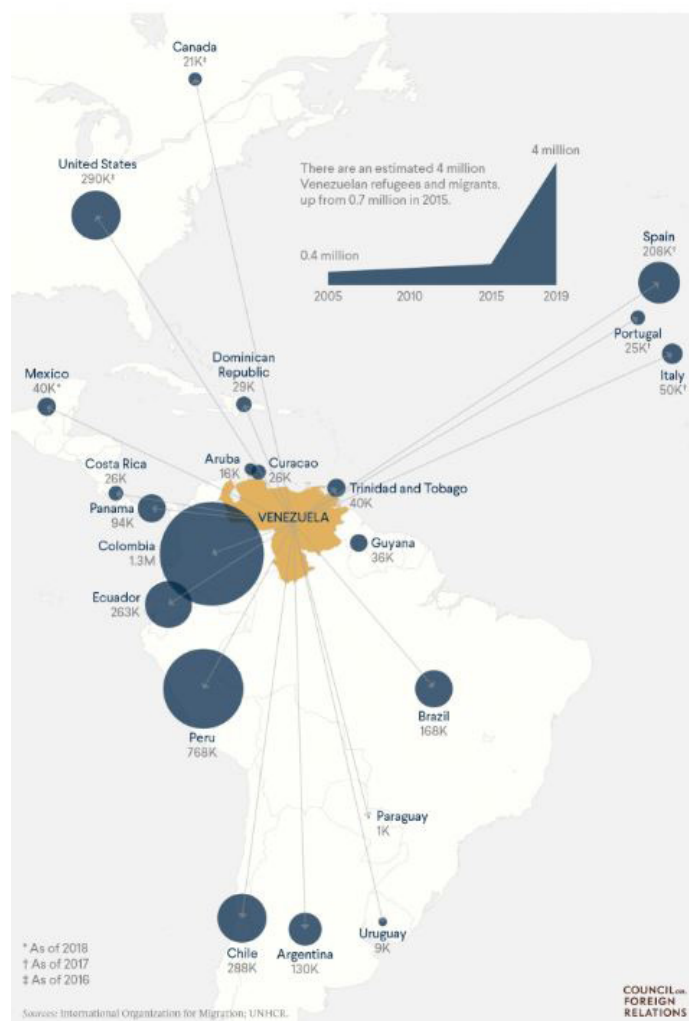 Canada
21K‡
United States
290K‡
There are an estimated 4 million
Venezuelan refugees and migrants,
up from 0.7 million in 2015.
4 million
0.4 million
2005
2010
2015
2019
Spain
208K†
Portugal
25K†
Italy
50K†
Mexico
40K*
Dominican
Republic
29K
Costa Rica
26K
Aruba
16K
Curacao
26K
Trinidad and Tobago
40K
Panama
94K
VENEZUELA
Colombia
1.3M
Guyana
36K
Ecuador
263K
Peru
768K
Brazil
168K
Paraguay
1K
Chile
288K
Argentina
130K
Uruguay
9K
* As of 2018
† As of 2017
‡ As of 2016
Sources: International Organization for Migration; UNHCR.
COUNCIL on
FOREIGN
RELATIONS